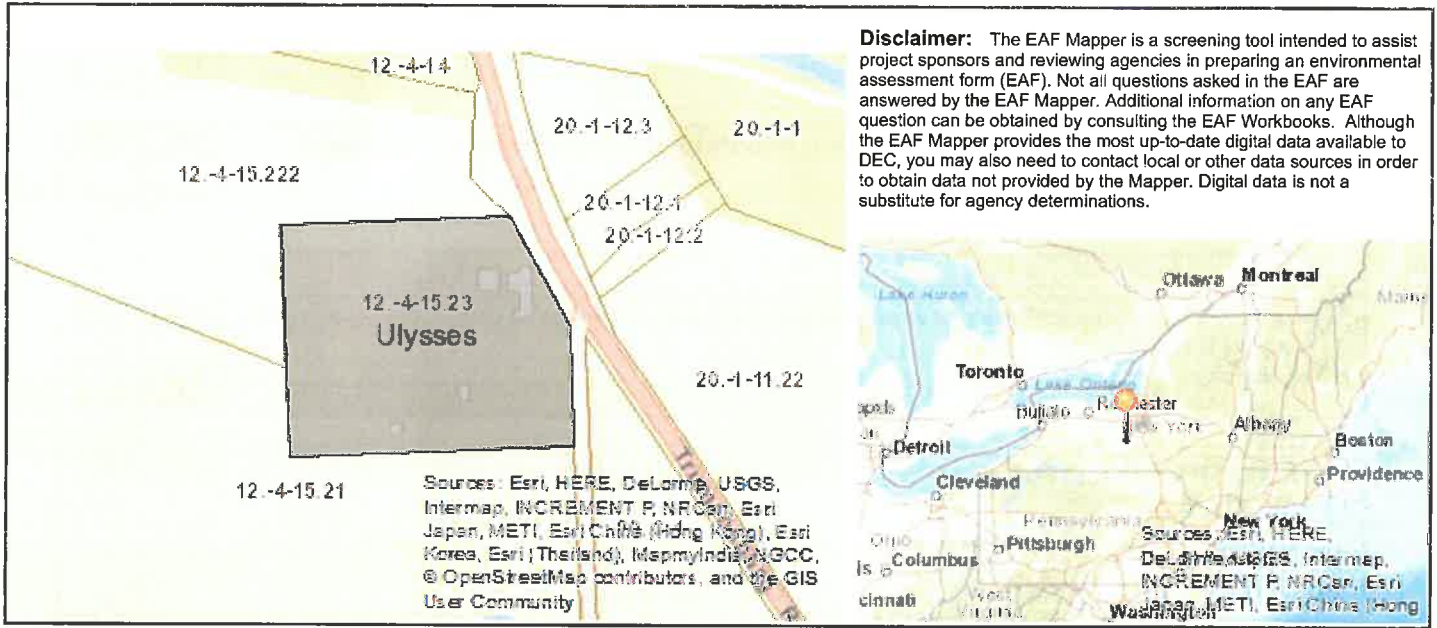 12.-4-14
20.-1-12.3
20.-1-1
12.-4-15.222
20.-1-12.1
20.-1-12.2
12.-4-15.23
Ulysses
20.-1-11.22
12.-4-15.21
Sources: Esri, HERE, DeLorme, USGS,
Intermap, INCREMENT P, NRCan, Esri
Japan, METI, Esri China (Hong Kong), Esri
Korea, Esri (Thailand), MapmyIndia, NGCC,
© OpenStreetMap contributors, and the GIS
User Community
Disclaimer: The EAF Mapper is a screening tool intended to assist
project sponsors and reviewing agencies in preparing an environmental
assessment form (EAF). Not all questions asked in the EAF are
answered by the EAF Mapper. Additional information on any EAF
question can be obtained by consulting the EAF Workbooks. Although
the EAF Mapper provides the most up-to-date digital data available to
DEC, you may also need to contact local or other data sources in order
to obtain data not provided by the Mapper. Digital data is not a
substitute for agency determinations.
Ottawa
Montreal
Lake Huron
Toronto
Lake Ontario
Buffalo
Albany
Detroit
Boston
Providence
Cleveland
Pennsylvania
New York
Ohio
Pittsburgh
Columbus
cinnati
Washington
Sources: Esri, HERE,
DeLorme, USGS, Intermap,
INCREMENT P, NRCan, Esri
Japan, METI, Esri China (Hong